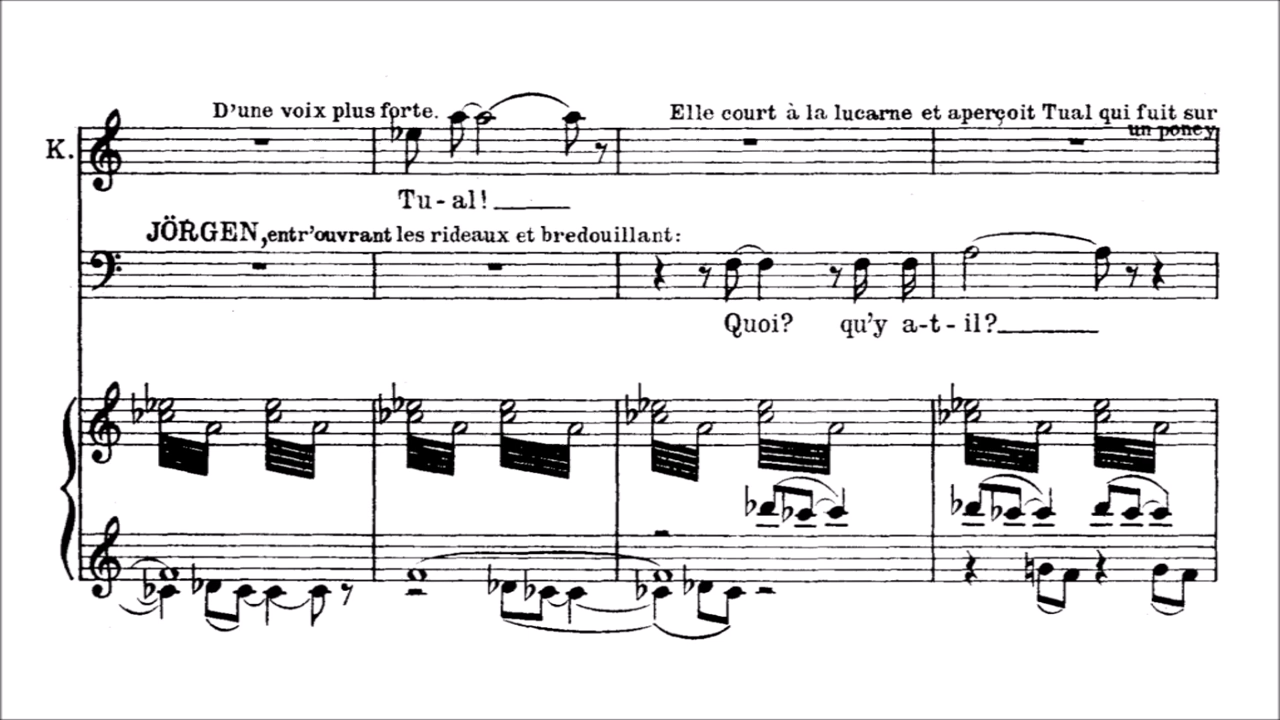 D'une voix plus forte.
Elle court à la lucarne et aperçoit Tual qui fuit sur
un poney
K.
Tu - al!
JÖRGEN, entr'ouvrant les rideaux et bredouillant:
Quoi? qu'y a-t-il?